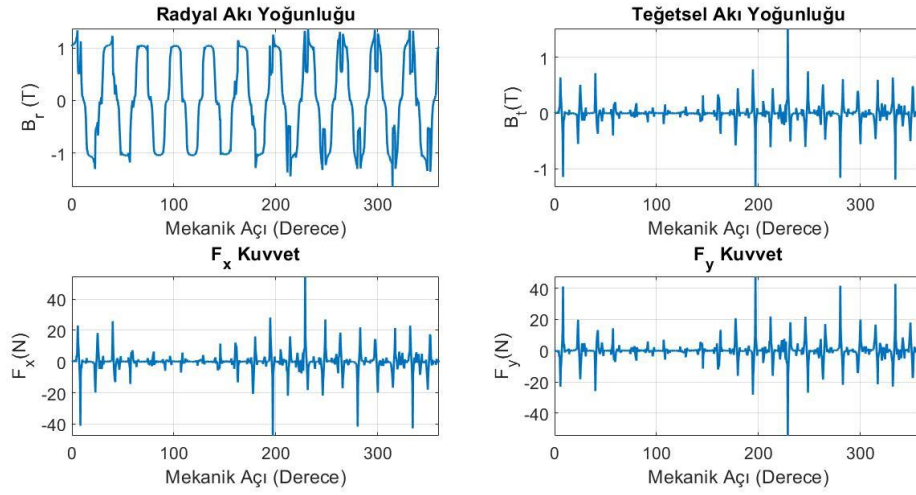 Radyal Akı Yoğunluğu
B_r (T)
1
0
-1
0 100 200 300
Mekanik Açı (Derece)
Teğetsel Akı Yoğunluğu
B_t(T)
1
0
-1
0 100 200 300
Mekanik Açı (Derece)
F_x Kuvvet
F_x(N)
40
20
0
-20
-40
0 100 200 300
Mekanik Açı (Derece)
F_y Kuvvet
F_y(N)
40
20
0
-20
-40
0 100 200 300
Mekanik Açı (Derece)